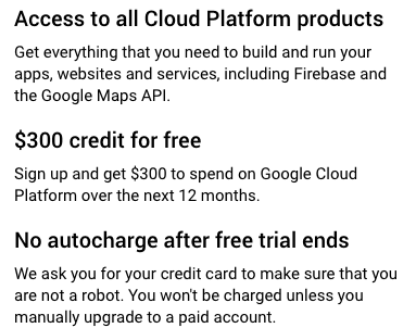 Access to all Cloud Platform products
Get everything that you need to build and run your
apps, websites and services, including Firebase and
the Google Maps API.
$300 credit for free
Sign up and get $300 to spend on Google Cloud
Platform over the next 12 months.
No autocharge after free trial ends
We ask you for your credit card to make sure that you
are not a robot. You won't be charged unless you
manually upgrade to a paid account.